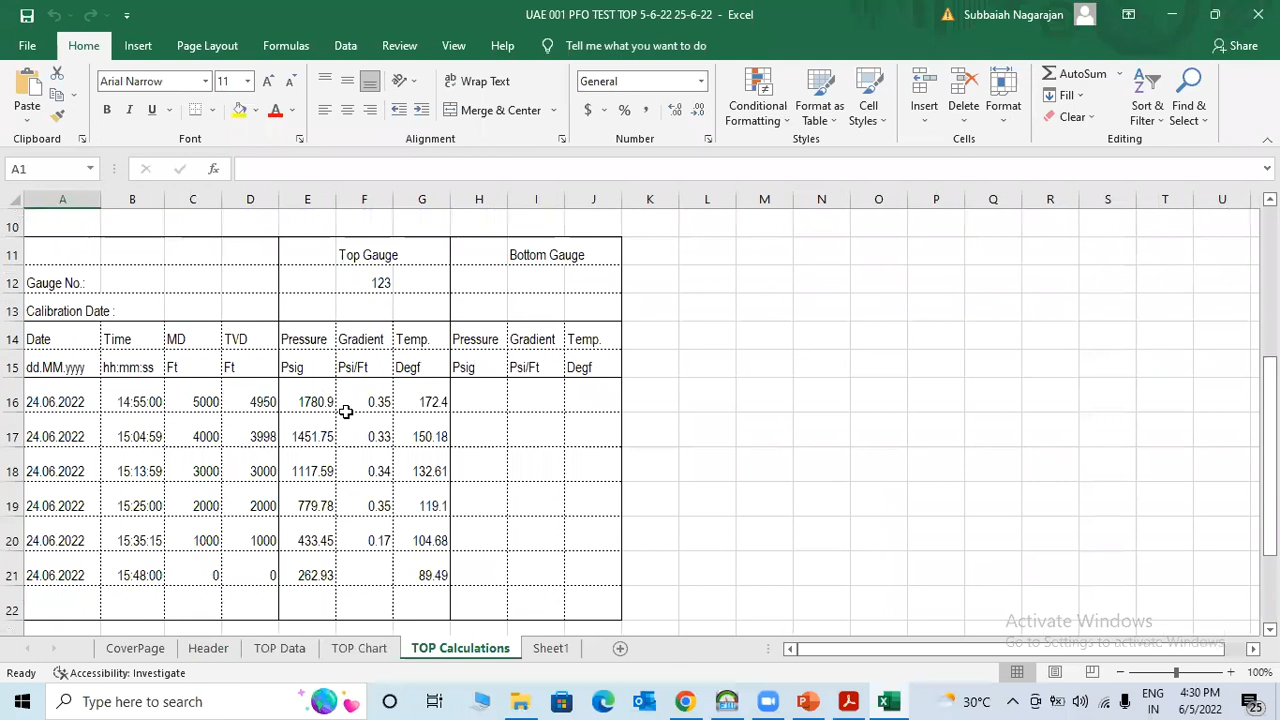 UAE 001 PFO TEST TOP 5-6-22 25-6-22 - Excel
Subbaiah Nagarajan
File Home Insert Page Layout Formulas Data Review View Help Tell me what you want to do Share
Paste
Clipboard
Arial Narrow 11
B I U
Font
Wrap Text
Merge & Center
Alignment
General
$ % ,
Number
Conditional Formatting
Format as Table
Cell Styles
Styles
Insert Delete Format
Cells
AutoSum
Fill
Clear
Sort & Filter
Find & Select
Editing
A1
fx
A B C D E F G H I J K L M N O P Q R S T U
10
11 Top Gauge Bottom Gauge
12 Gauge No.: 123
13 Calibration Date :
14 Date Time MD TVD Pressure Gradient Temp. Pressure Gradient Temp.
15 dd.MM.yyyy hh:mm:ss Ft Ft Psig Psi/Ft Degf Psig Psi/Ft Degf
16 24.06.2022 14:55:00 5000 4950 1780.9 0.35 172.4
17 24.06.2022 15:04:59 4000 3998 1451.75 0.33 150.18
18 24.06.2022 15:13:59 3000 3000 1117.59 0.34 132.61
19 24.06.2022 15:25:00 2000 2000 779.78 0.35 119.1
20 24.06.2022 15:35:15 1000 1000 433.45 0.17 104.68
21 24.06.2022 15:48:00 0 0 262.93 89.49
22
Activate Windows
Go to Settings to activate Windows.
CoverPage Header TOP Data TOP Chart TOP Calculations Sheet1
Ready Accessibility: Investigate 100%
Type here to search
30°C
ENG
IN
4:30 PM
6/5/2022
25